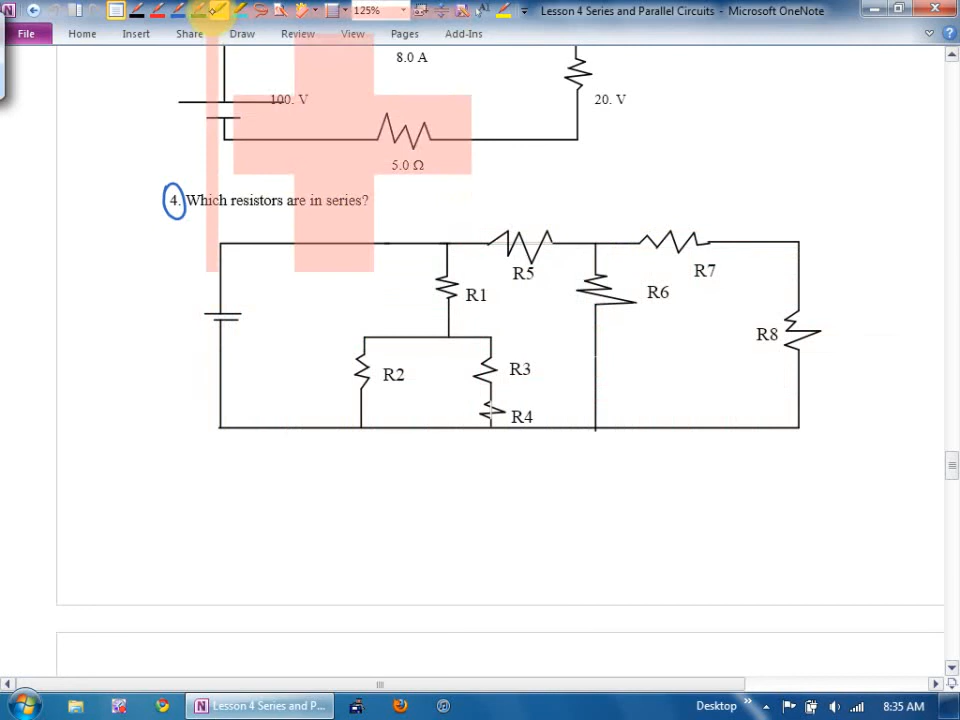 125% Lesson 4 Series and Parallel Circuits - Microsoft OneNote
File Home Insert Share Draw Review View Pages Add-Ins
8.0 A
100. V 20. V
5.0 Ω
4. Which resistors are in series?
R5 R7
R1 R6
R8
R2 R3
R4
Lesson 4 Series and P... Desktop 8:35 AM